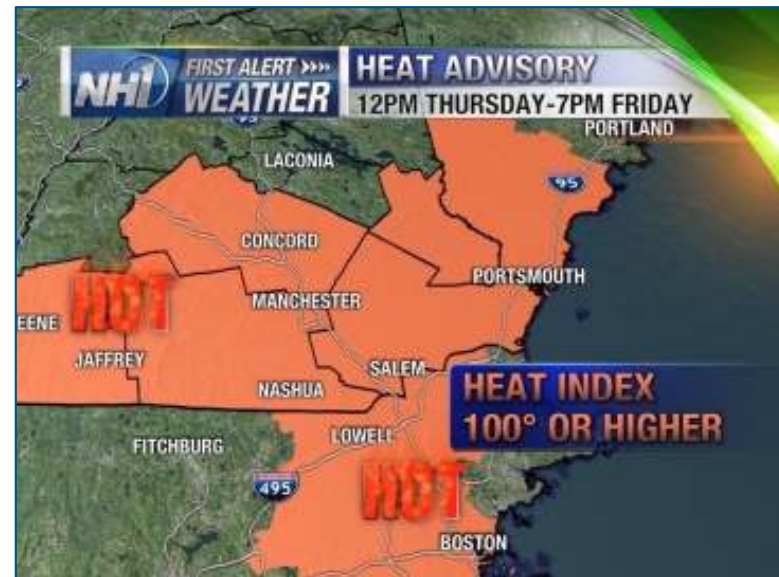 NH1 FIRST ALERT >>>> WEATHER
HEAT ADVISORY
12PM THURSDAY-7PM FRIDAY
95
PORTLAND
LACONIA
95
CONCORD
PORTSMOUTH
HOT
MANCHESTER
EENE
JAFFREY
SALEM
NASHUA
HEAT INDEX
100° OR HIGHER
FITCHBURG
LOWELL
495
HOT
BOSTON